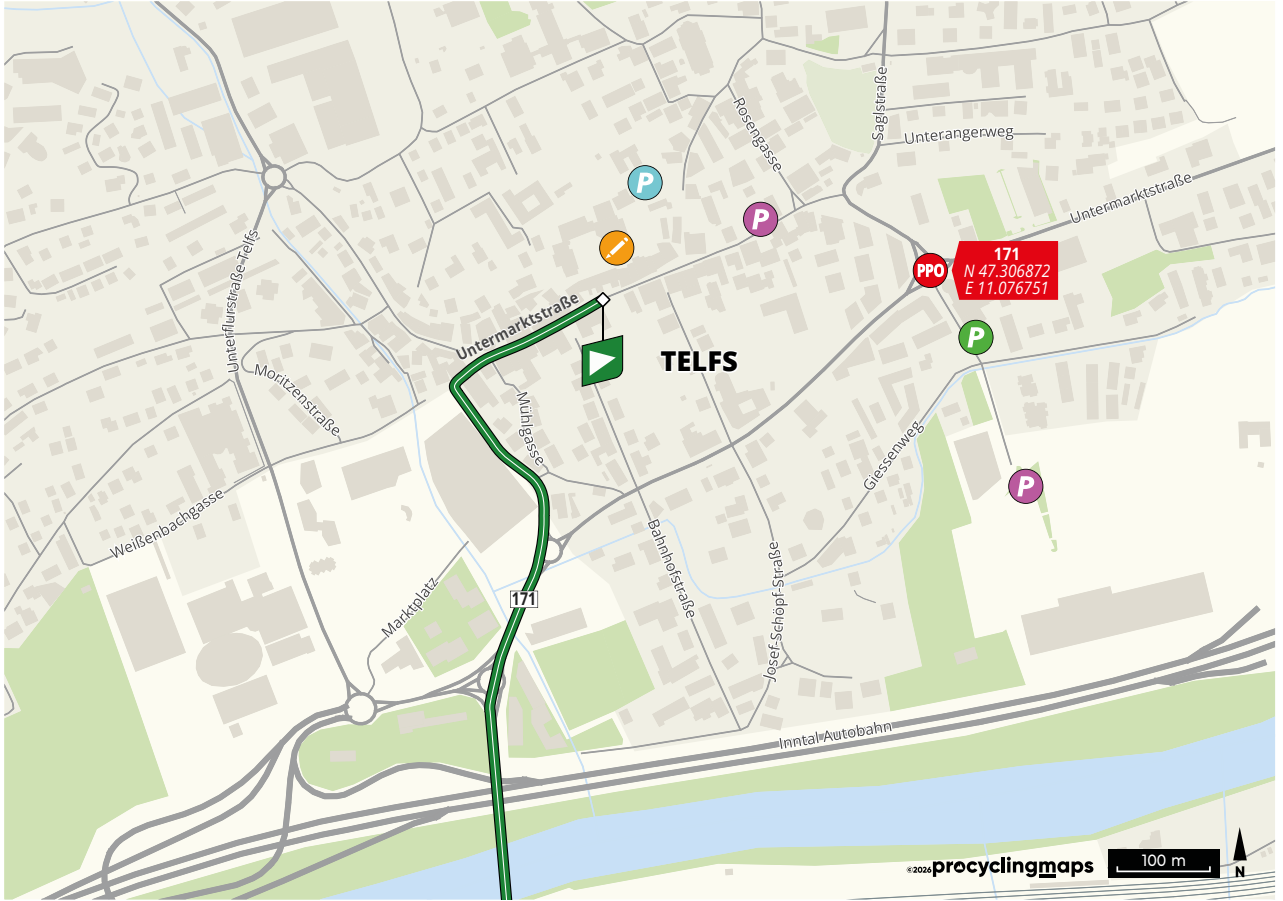 Saglstraße
Rosengasse
Unterangerweg
P
Untermarktstraße
P
Unterflurstraße Telfs
171
N 47.306872
E 11.076751
PPO
Untermarktstraße
P
TELFS
Moritzenstraße
Mühlgasse
Giessenweg
P
Weißenbachgasse
Bahnhofstraße
Josef-Schöpf-Straße
Marktplatz
171
Inntal Autobahn
©2026 procyclingmaps
100 m
N